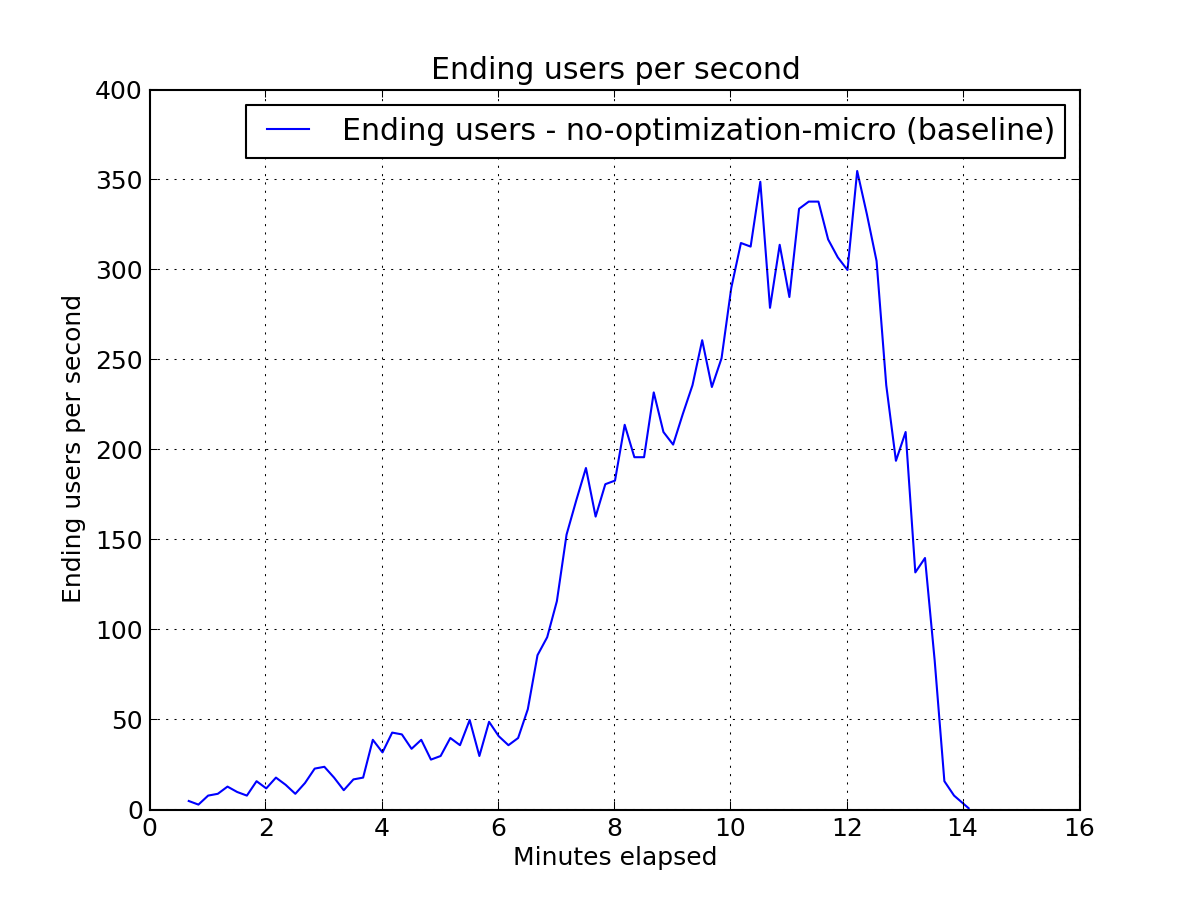 Ending users per second
Ending users - no-optimization-micro (baseline)
400
350
300
250
200
150
100
50
0
Ending users per second
0 2 4 6 8 10 12 14 16
Minutes elapsed